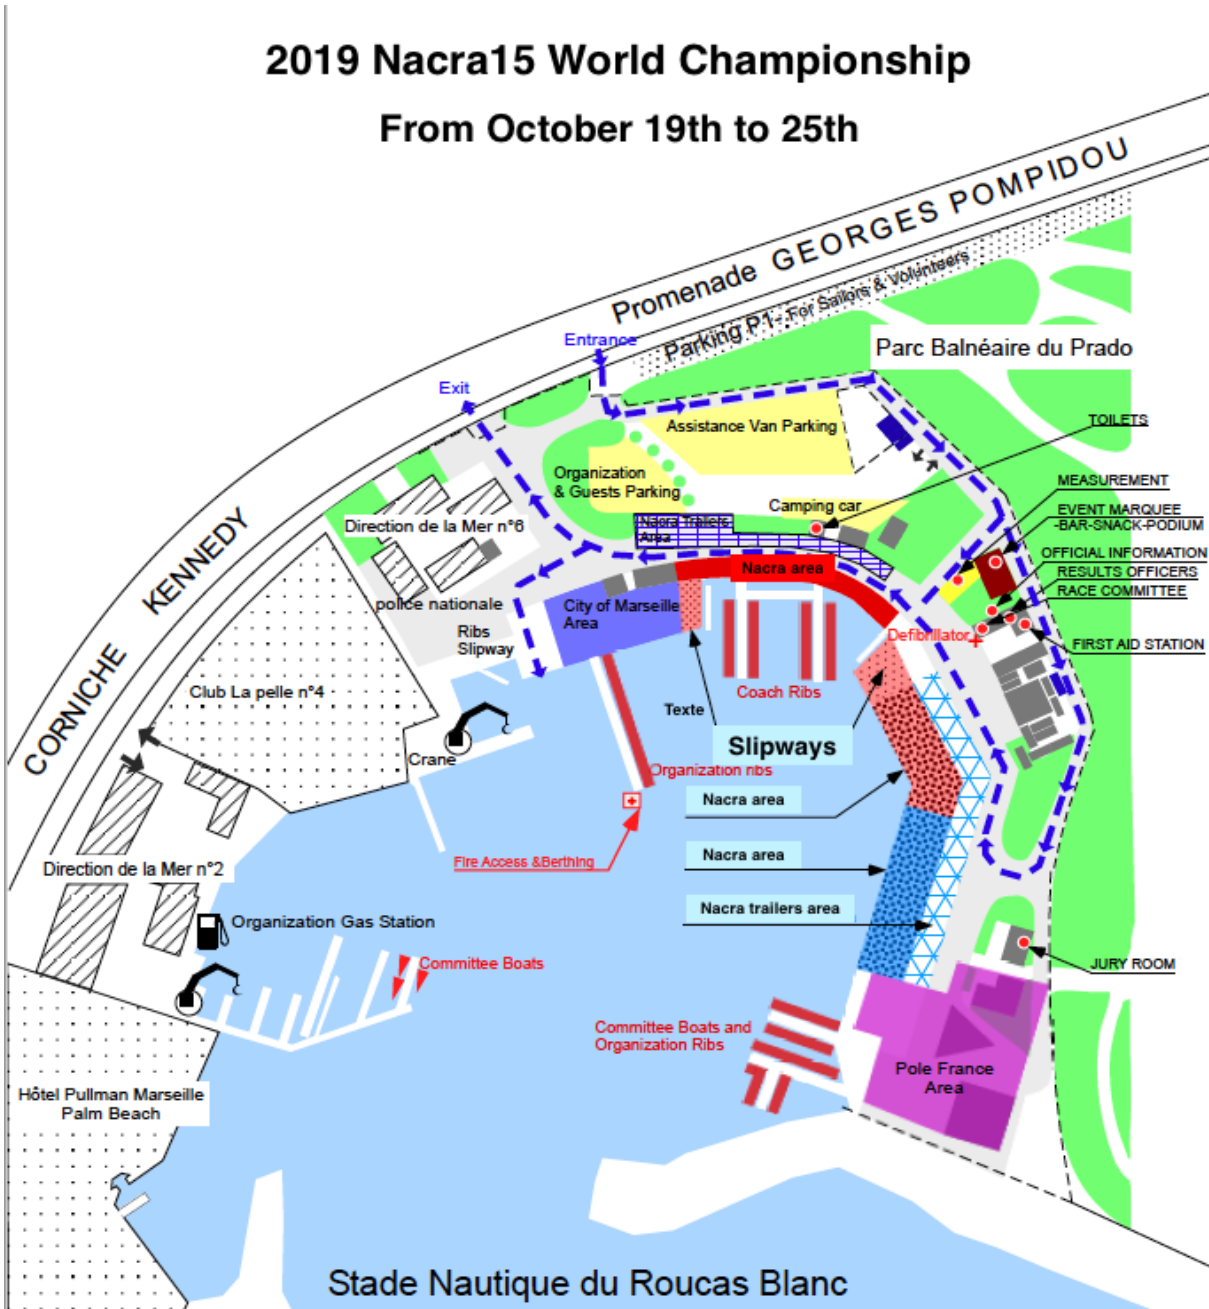 2019 Nacra15 World Championship
From October 19th to 25th
Promenade GEORGES POMPIDOU
Parking P1- For Sailors & Volunteers
Entrance
Parc Balnéaire du Prado
Exit
TOILETS
Assistance Van Parking
Organization
& Guests Parking
MEASUREMENT
Camping car
EVENT MARQUEE
-BAR-SNACK-PODIUM
Direction de la Mer n°6
Nacra Trailers
Area
OFFICIAL INFORMATION
RESULTS OFFICERS
RACE COMMITTEE
Nacra area
CORNICHE KENNEDY
police nationale
City of Marseille
Area
Ribs
Slipway
Defibrillator
FIRST AID STATION
Club La pelle n°4
Coach Ribs
Texte
Slipways
Crane
Organization ribs
Nacra area
Fire Access &Berthing
Nacra area
Direction de la Mer n°2
Nacra trailers area
Organization Gas Station
Committee Boats
JURY ROOM
Committee Boats and
Organization Ribs
Pole France
Area
Hôtel Pullman Marseille
Palm Beach
Stade Nautique du Roucas Blanc